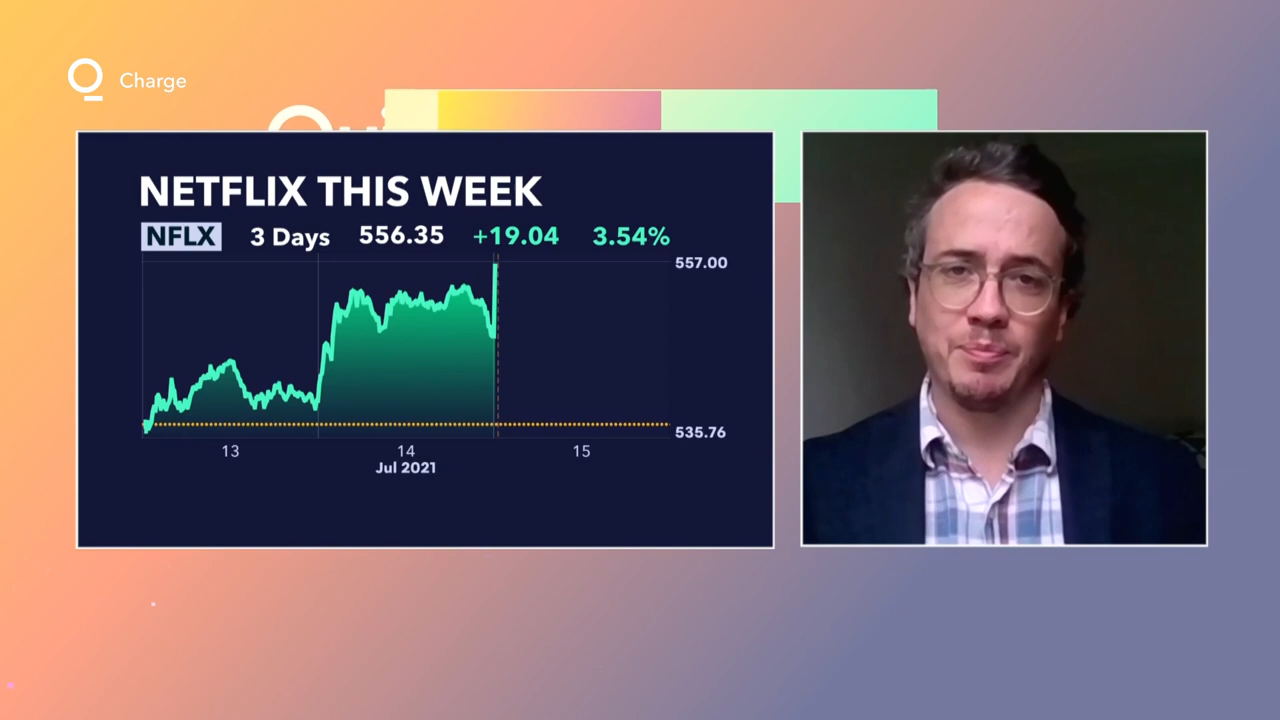 Charge
NETFLIX THIS WEEK
NFLX 3 Days 556.35 +19.04 3.54%
557.00
535.76
13 14 15
Jul 2021